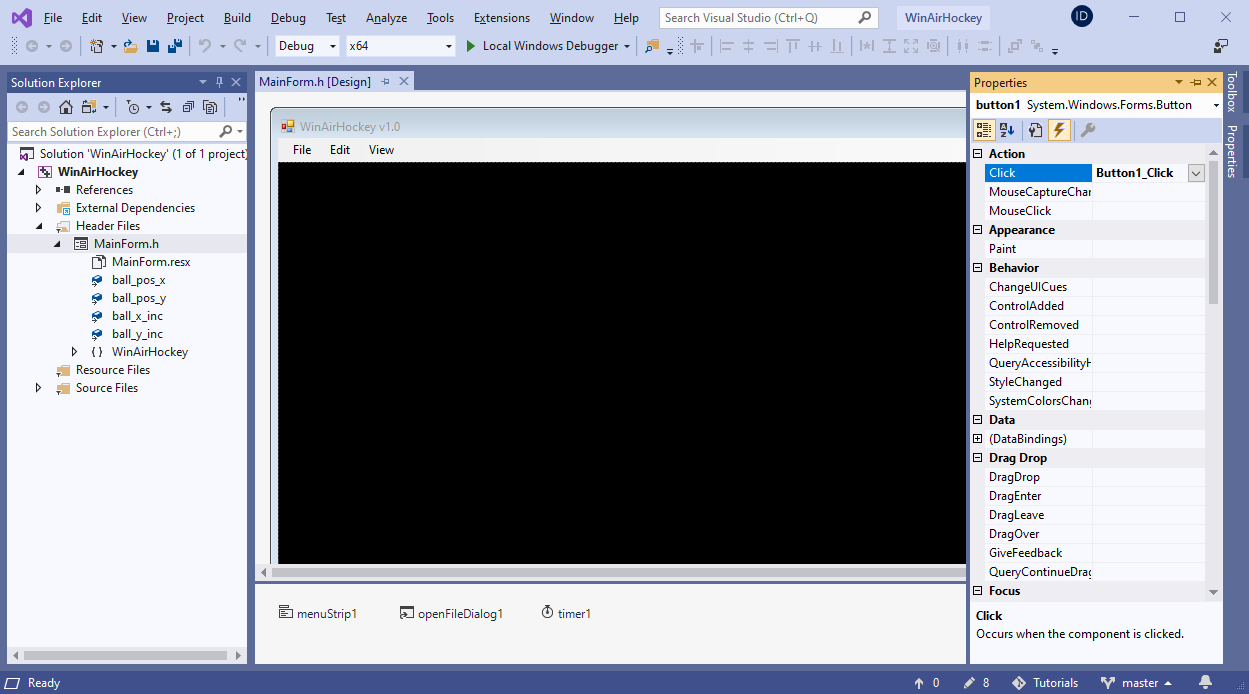 File Edit View Project Build Debug Test Analyze Tools Extensions Window Help Search Visual Studio (Ctrl+Q) WinAirHockey ID
Debug x64 Local Windows Debugger
Solution Explorer
Search Solution Explorer (Ctrl+;)
Solution 'WinAirHockey' (1 of 1 project)
WinAirHockey
References
External Dependencies
Header Files
MainForm.h
MainForm.resx
ball_pos_x
ball_pos_y
ball_x_inc
ball_y_inc
{ } WinAirHockey
Resource Files
Source Files
MainForm.h [Design]
WinAirHockey v1.0
File Edit View
menuStrip1 openFileDialog1 timer1
Properties
button1 System.Windows.Forms.Button
Action
Click Button1_Click
MouseCaptureChan
MouseClick
Appearance
Paint
Behavior
ChangeUICues
ControlAdded
ControlRemoved
HelpRequested
QueryAccessibilityH
StyleChanged
SystemColorsChang
Data
(DataBindings)
Drag Drop
DragDrop
DragEnter
DragLeave
DragOver
GiveFeedback
QueryContinueDrag
Focus
Click
Occurs when the component is clicked.
Toolbox
Properties
Ready 0 8 Tutorials master